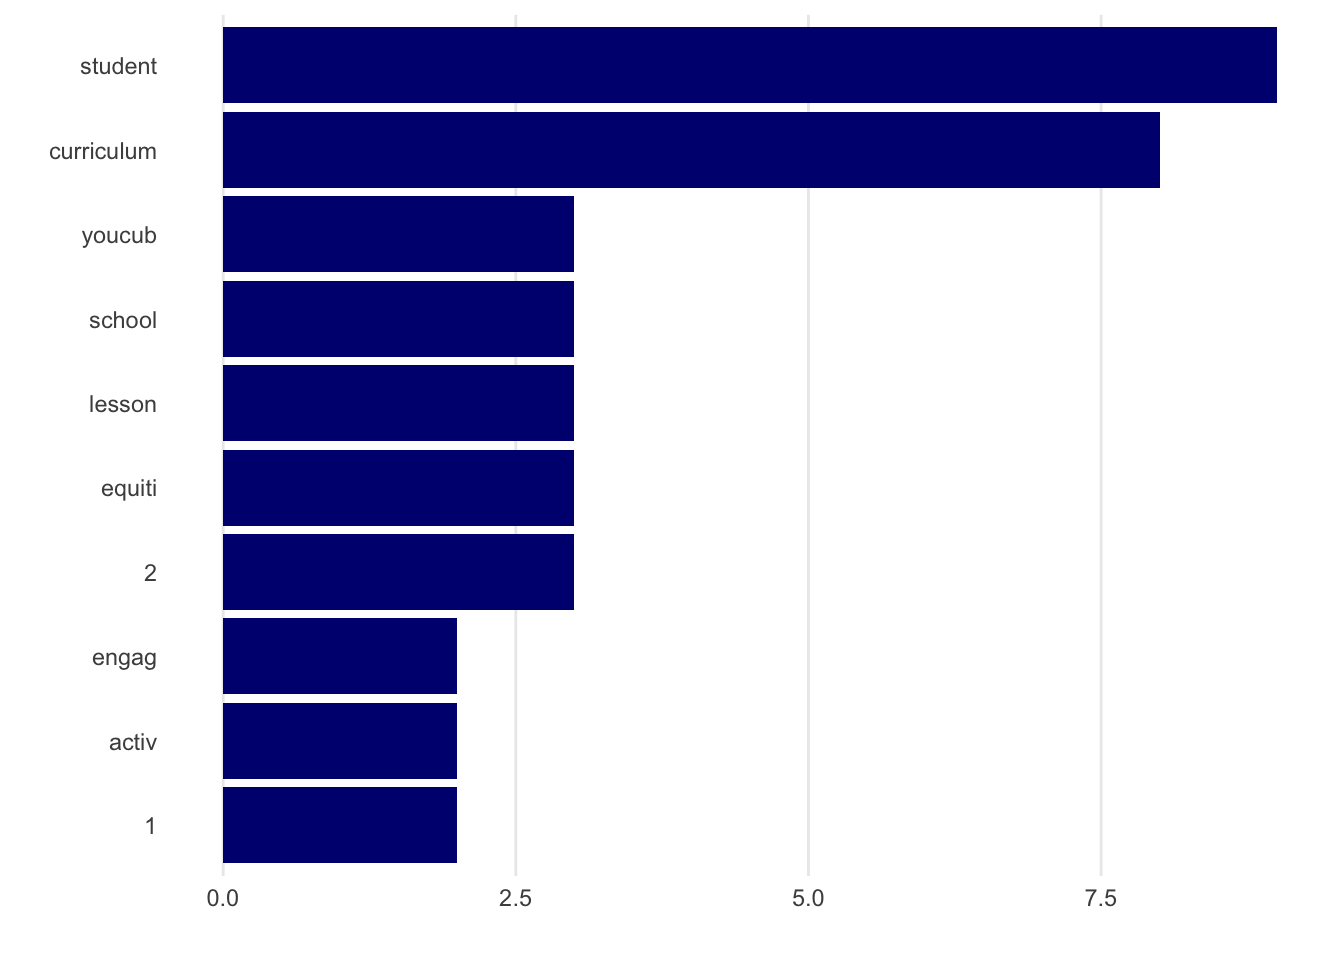 student
curriculum
youcub
school
lesson
equiti
2
engag
activ
1
0.0 2.5 5.0 7.5